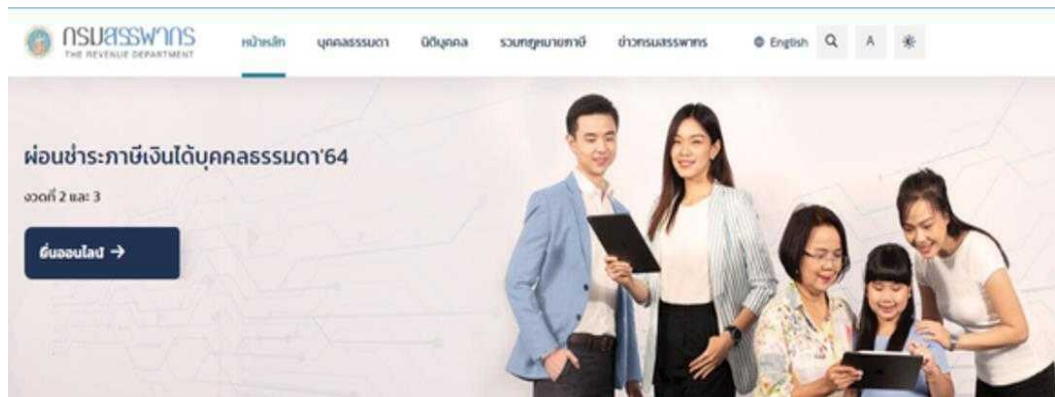 กรมสรรพากร
THE REVENUE DEPARTMENT
หน้าหลัก บุคคลธรรมดา นิติบุคคล รวมกฎหมายภาษี ข่าวกรมสรรพากร English A
ผ่อนชำระภาษีเงินได้บุคคลธรรมดา'64
งวดที่ 2 และ 3
ยื่นออนไลน์ →